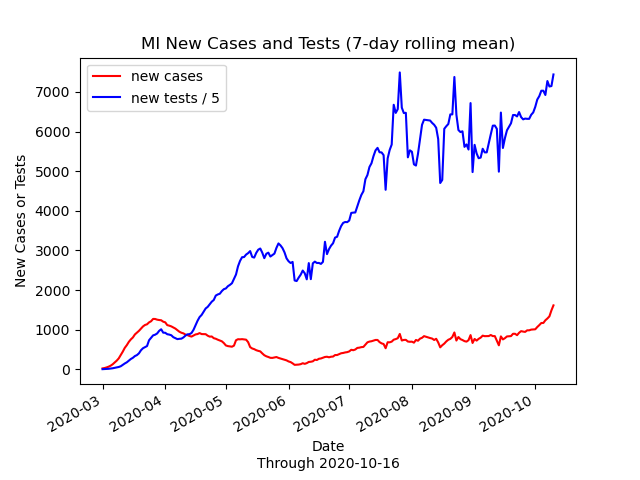 MI New Cases and Tests (7-day rolling mean)
new cases
new tests / 5
7000
6000
5000
4000
3000
2000
1000
0
New Cases or Tests
2020-03
2020-04
2020-05
2020-06
2020-07
2020-08
2020-09
2020-10
Date
Through 2020-10-16